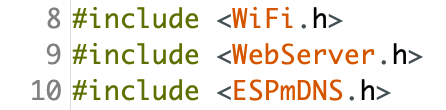 8 #include <WiFi.h>
9 #include <WebServer.h>
10 #include <ESPmDNS.h>